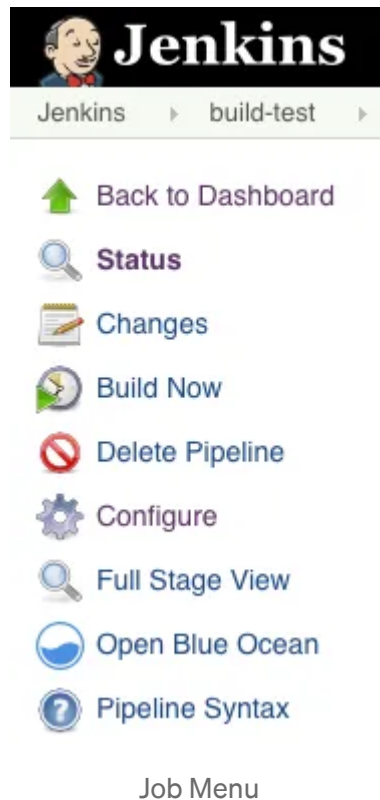 Jenkins
Jenkins build-test
Back to Dashboard
Status
Changes
Build Now
Delete Pipeline
Configure
Full Stage View
Open Blue Ocean
Pipeline Syntax
Job Menu